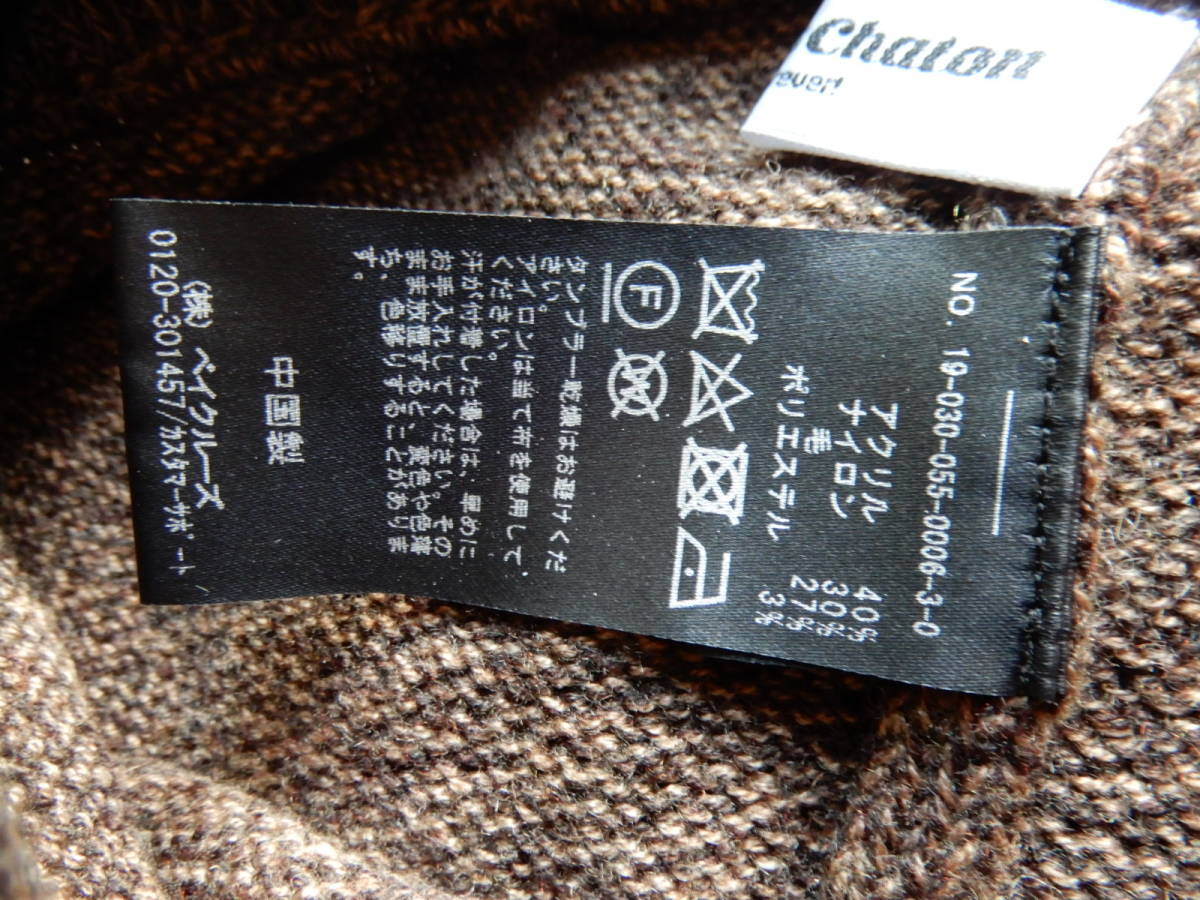 Chaton
ever!
NO. 19-030-055-0006-3-0
アクリル 40%
ナイロン 30%
毛 27%
ポリエステル 3%
F
タンブラー乾燥はお避けくだ
さい。
アイロンは当て布を使用して
ください。
汗が付着した場合は、早めに
お手入れしてください。その
まま放置すると、変色や色褪
ち、色移りすることがありま
す。
中国製
(株)ベイクルーズ
0120-301457/カスタマーサポート